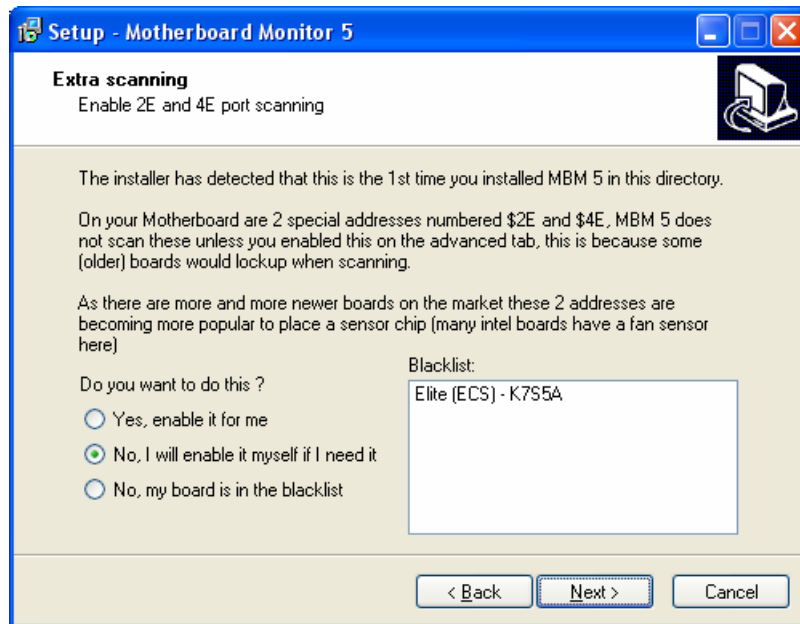 Setup - Motherboard Monitor 5
Extra scanning
Enable 2E and 4E port scanning
The installer has detected that this is the 1st time you installed MBM 5 in this directory.
On your Motherboard are 2 special addresses numbered $2E and $4E, MBM 5 does
not scan these unless you enabled this on the advanced tab, this is because some
(older) boards would lockup when scanning.
As there are more and more newer boards on the market these 2 addresses are
becoming more popular to place a sensor chip (many intel boards have a fan sensor
here)
Do you want to do this ?
Yes, enable it for me
No, I will enable it myself if I need it
No, my board is in the blacklist
Blacklist:
Elite (ECS) - K7S5A
< Back
Next >
Cancel